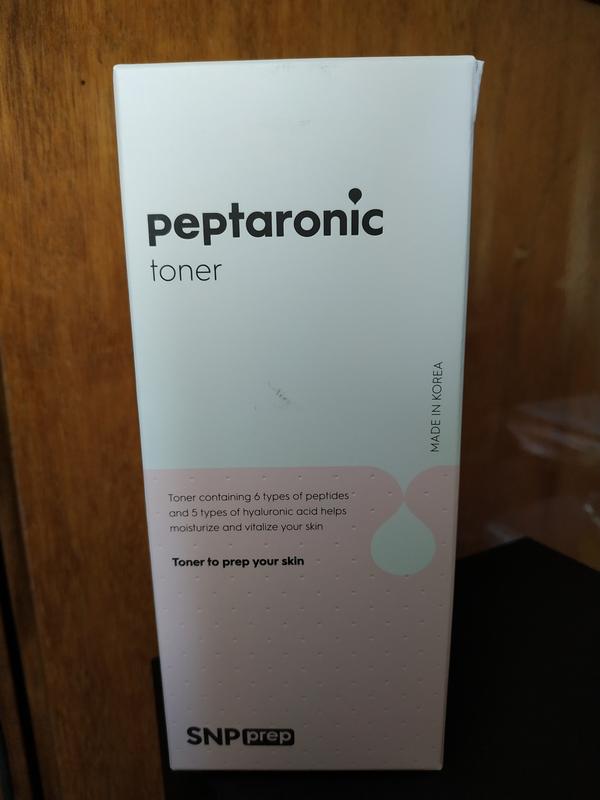 peptaronic
toner
MADE IN KOREA
Toner containing 6 types of peptides
and 5 types of hyaluronic acid helps
moisturize and vitalize your skin
Toner to prep your skin
SNP prep